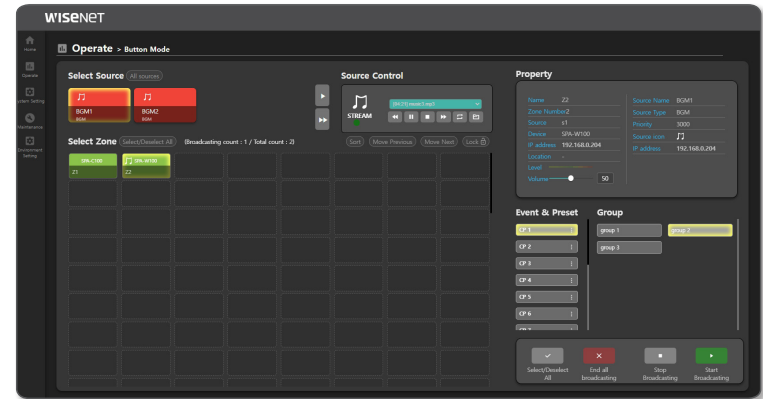 WISENET
Home
Operate
System Setting
Maintenance
Environment
Setting
Operate > Button Mode
Select Source (All sources)
BGM1
BGM
BGM2
BGM
Select Zone (Select/Deselect All) (Broadcasting count : 1 / Total count : 2)
Sort
Move Previous
Move Next
Lock
SPA-C100
Z1
SPA-W100
Z2
Source Control
STREAM
music3.mp3
Property
Name Z2
Zone Number2
Source s1
Device SPA-W100
IP address 192.168.0.204
Location -
Level
Volume 50
Source Name BGM1
Source Type BGM
Priority 3000
Source icon
IP address 192.168.0.204
Event & Preset
CP 1
CP 2
CP 3
CP 4
CP 5
CP 6
Group
group 1
group 2
group 3
Select/Deselect
All
End all
broadcasting
Stop
Broadcasting
Start
Broadcasting